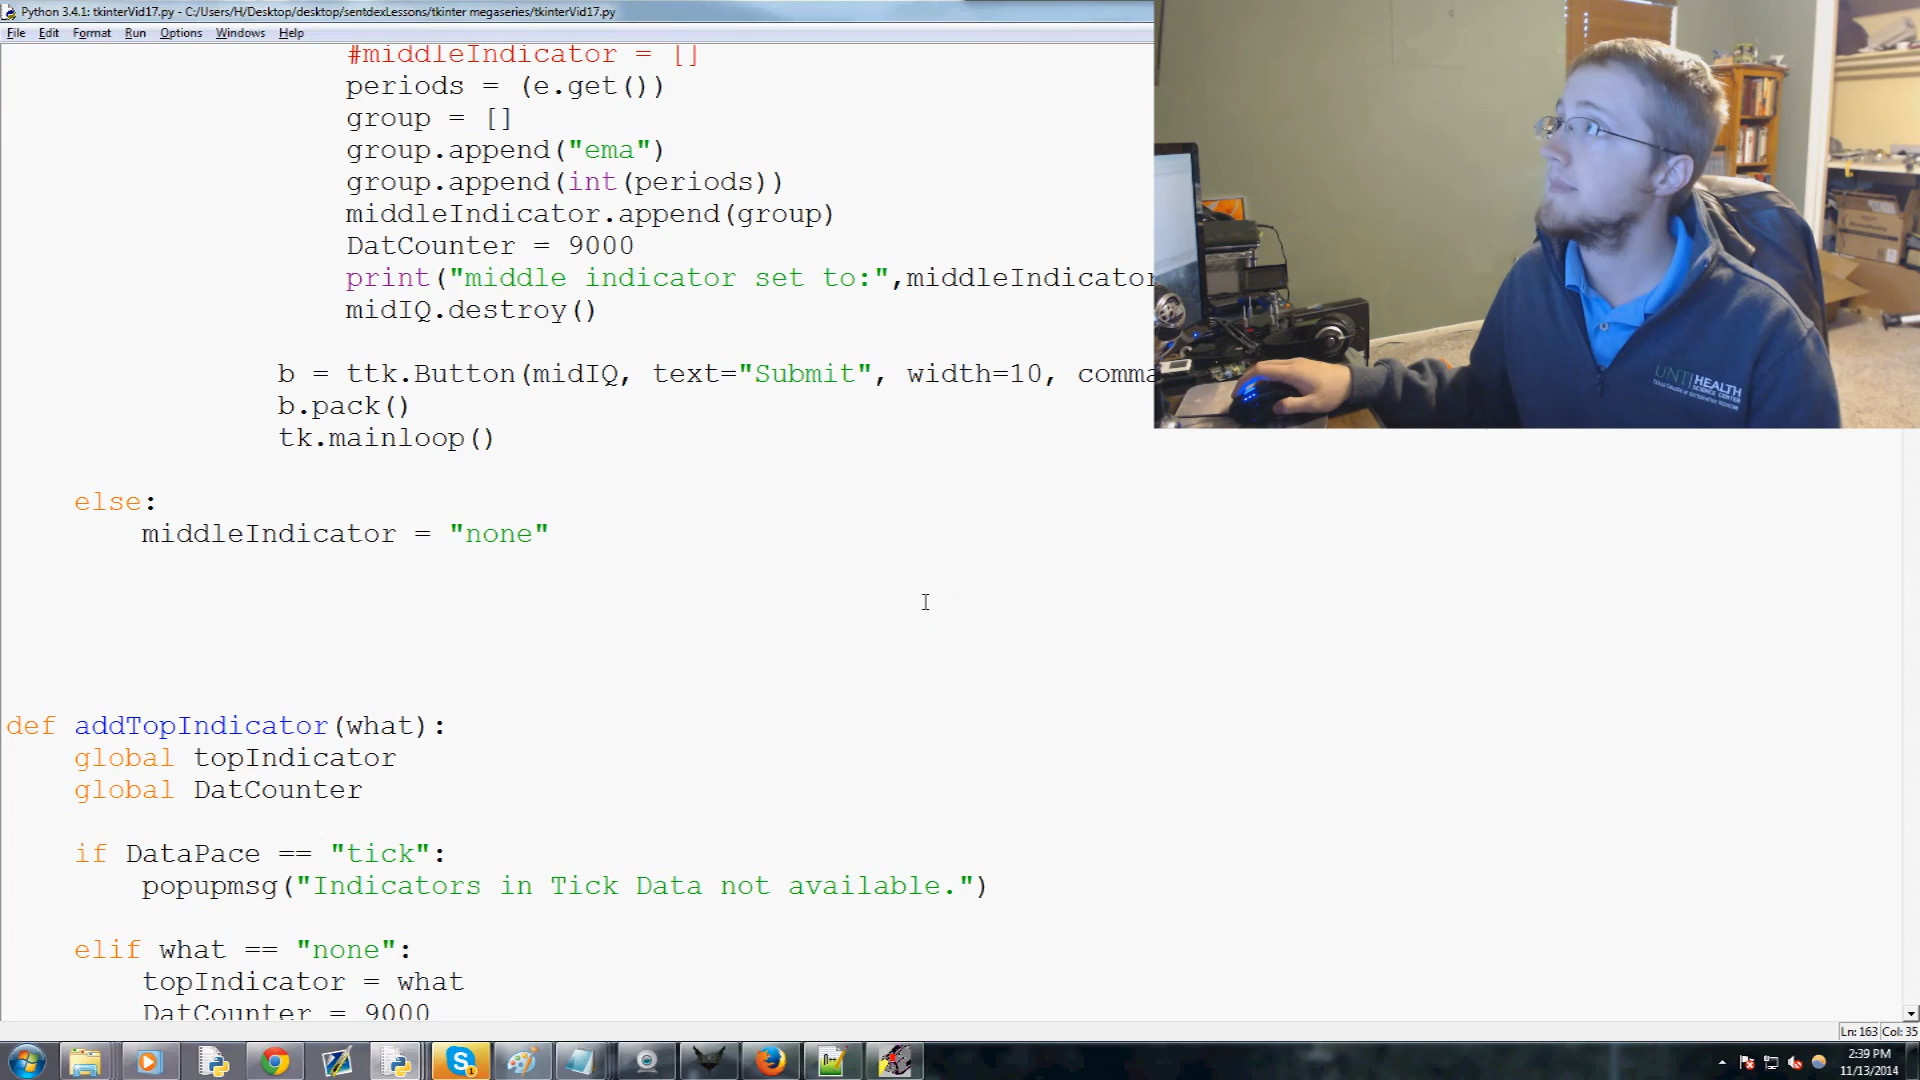 Python 3.4.1: tkinterVid17.py - C:/Users/H/Desktop/desktop/sentdexLessons/tkinter megaseries/tkinterVid17.py
File Edit Format Run Options Windows Help
#middleIndicator = []
periods = (e.get())
group = []
group.append("ema")
group.append(int(periods))
middleIndicator.append(group)
DatCounter = 9000
print("middle indicator set to:",middleIndicator
midIQ.destroy()
b = ttk.Button(midIQ, text="Submit", width=10, comma
b.pack()
tk.mainloop()
else:
middleIndicator = "none"
def addTopIndicator(what):
global topIndicator
global DatCounter
if DataPace == "tick":
popupmsg("Indicators in Tick Data not available.")
elif what == "none":
topIndicator = what
DatCounter = 9000
Ln: 163 Col: 35
2:39 PM
11/13/2014
UNT HEALTH
SCIENCE CENTER